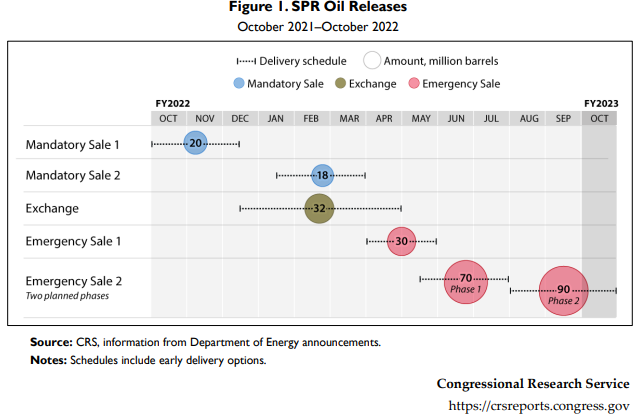 Figure 1. SPR Oil Releases
October 2021–October 2022
Delivery schedule Amount, million barrels
Mandatory Sale Exchange Emergency Sale
FY2022 FY2023
OCT NOV DEC JAN FEB MAR APR MAY JUN JUL AUG SEP OCT
Mandatory Sale 1 20
Mandatory Sale 2 18
Exchange 32
Emergency Sale 1 30
Emergency Sale 2 70 90
Two planned phases Phase 1 Phase 2
Source: CRS, information from Department of Energy announcements.
Notes: Schedules include early delivery options.
Congressional Research Service
https://crsreports.congress.gov